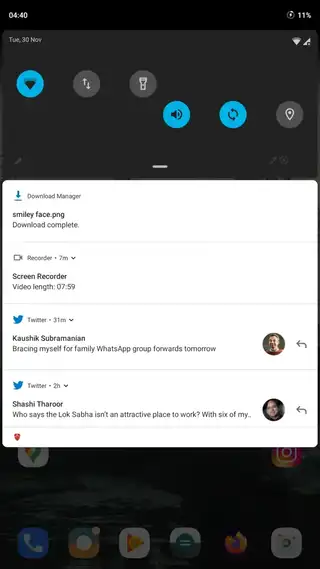 04:40
11%
Tue, 30 Nov
Download Manager
smiley face.png
Download complete.
Recorder • 7m
Screen Recorder
Video length: 07:59
Twitter • 31m
Kaushik Subramanian
Bracing myself for family WhatsApp group forwards tomorrow
Twitter • 2h
Shashi Tharoor
Who says the Lok Sabha isn't an attractive place to work? With six of my..